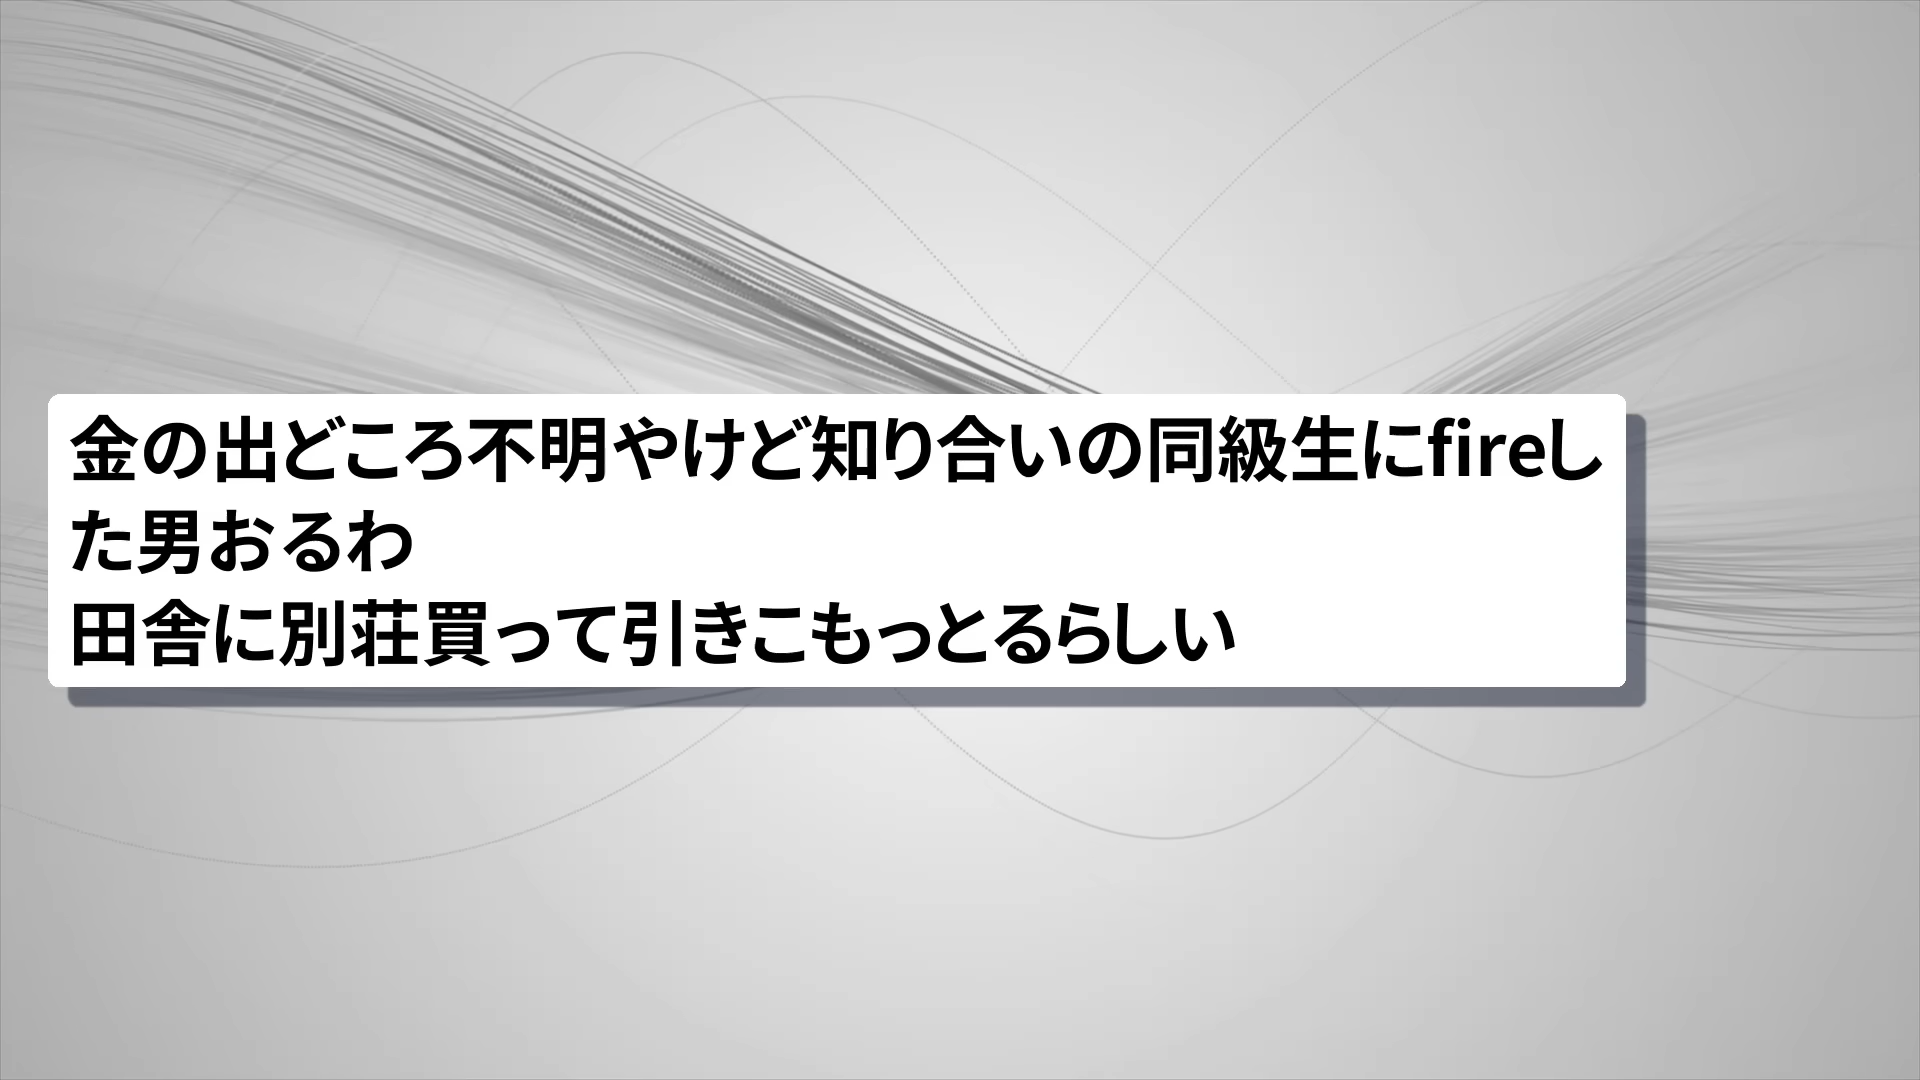 金の出どころ不明やけど知り合いの同級生にfireし
た男おるわ
田舎に別荘買って引きこもっとるらしい